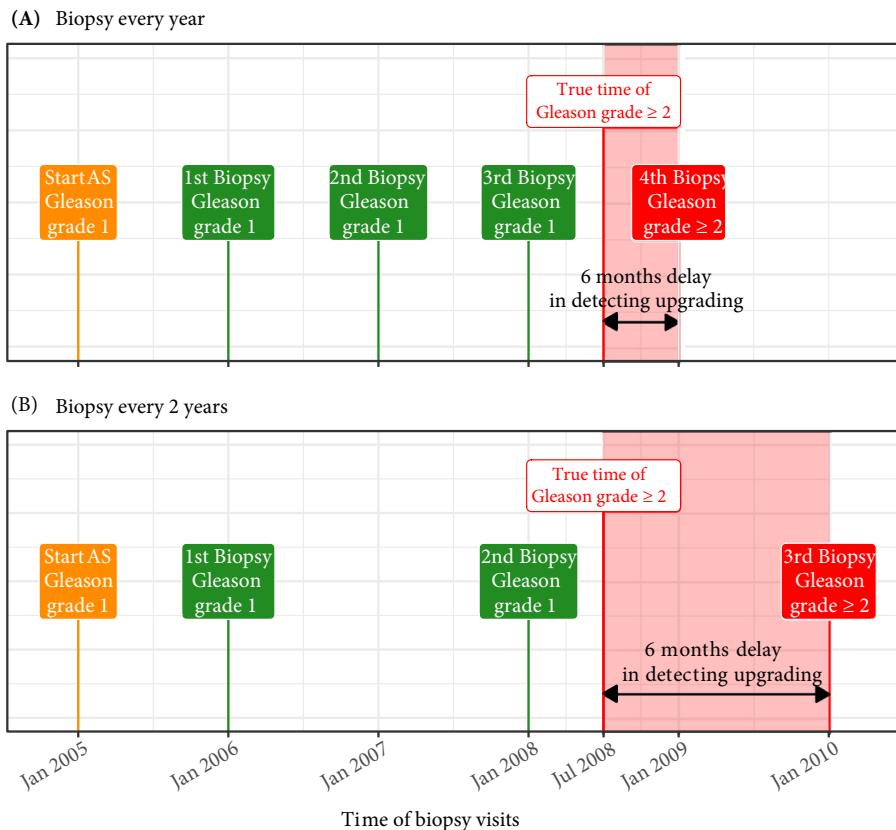 (A) Biopsy every year
True time of
Gleason grade ≥ 2
Start AS
Gleason
grade 1
1st Biopsy
Gleason
grade 1
2nd Biopsy
Gleason
grade 1
3rd Biopsy
Gleason
grade 1
4th Biopsy
Gleason
grade ≥ 2
6 months delay
in detecting upgrading
(B) Biopsy every 2 years
True time of
Gleason grade ≥ 2
Start AS
Gleason
grade 1
1st Biopsy
Gleason
grade 1
2nd Biopsy
Gleason
grade 1
3rd Biopsy
Gleason
grade ≥ 2
6 months delay
in detecting upgrading
Jan 2005
Jan 2006
Jan 2007
Jan 2008
Jul 2008
Jan 2009
Jan 2010
Time of biopsy visits